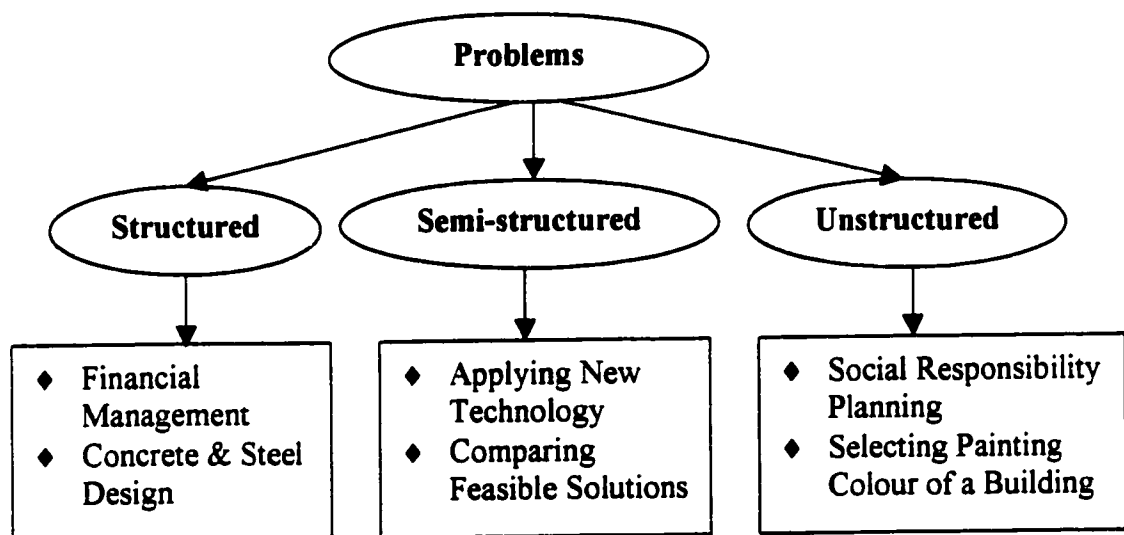 Problems
Structured
Semi-structured
Unstructured
♦ Financial
Management
♦ Concrete & Steel
Design
♦ Applying New
Technology
♦ Comparing
Feasible Solutions
♦ Social Responsibility
Planning
♦ Selecting Painting
Colour of a Building